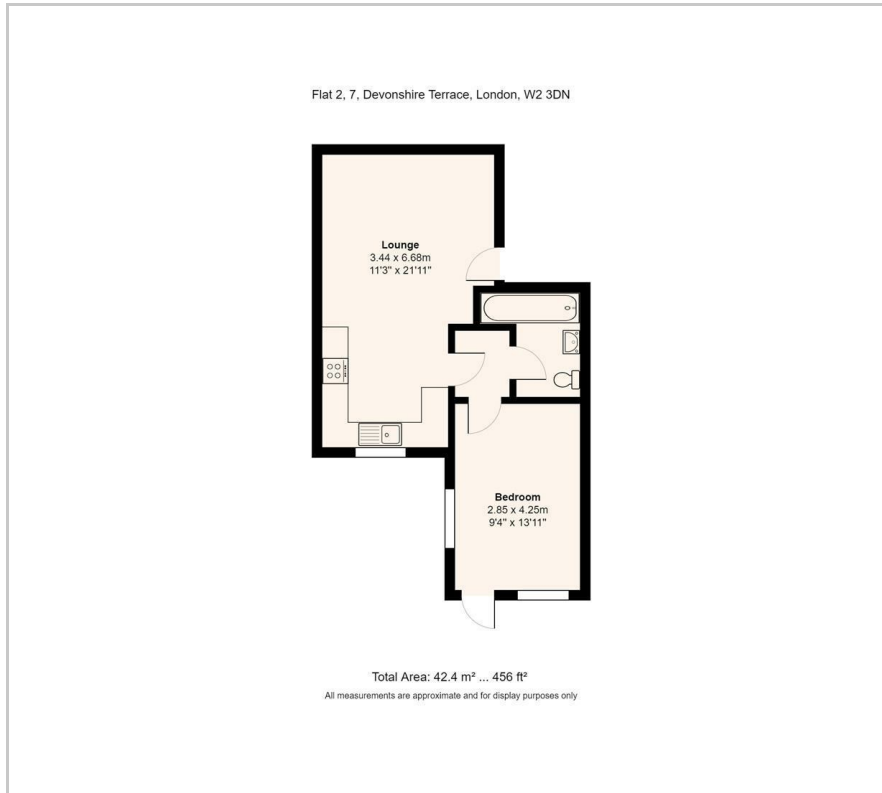 Flat 2, 7, Devonshire Terrace, London, W2 3DN
Lounge
3.44 x 6.68m
11'3" x 21'11"
Bedroom
2.85 x 4.25m
9'4" x 13'11"
Total Area: 42.4 m² ... 456 ft²
All measurements are approximate and for display purposes only